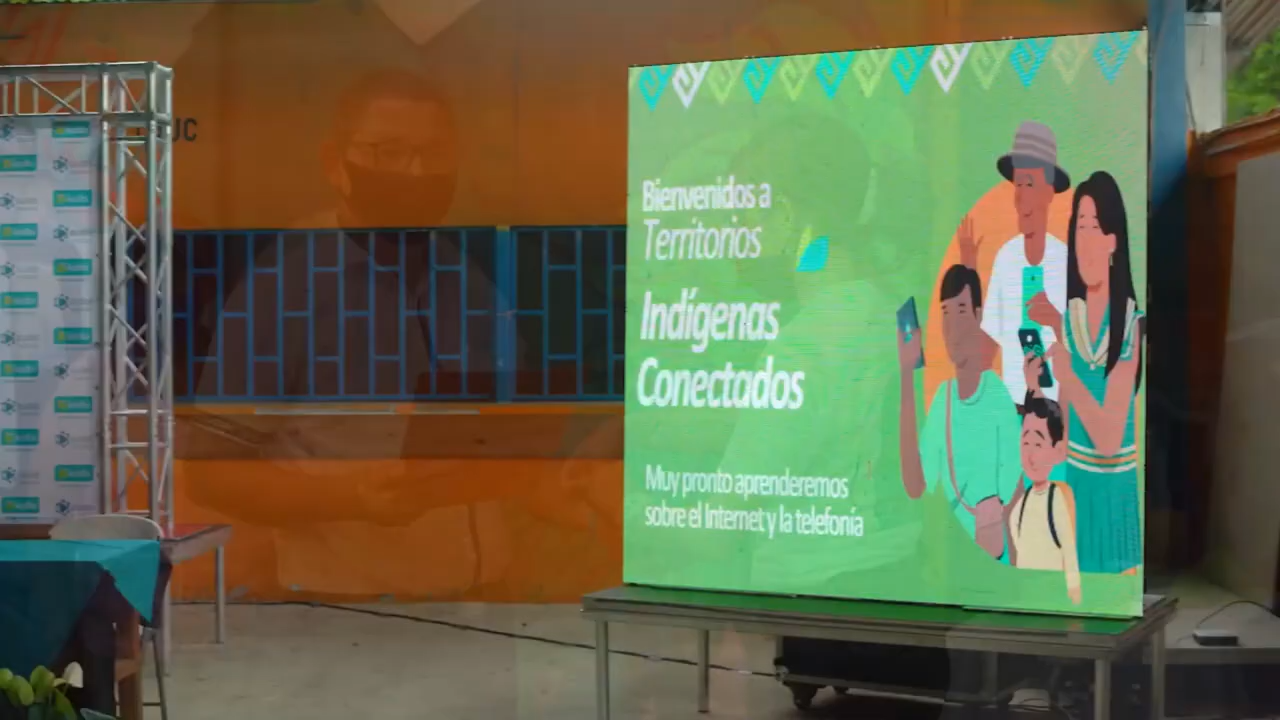 Bienvenidos a
Territorios
Indígenas
Conectados
Muy pronto aprenderemos
sobre el Internet y la telefonía